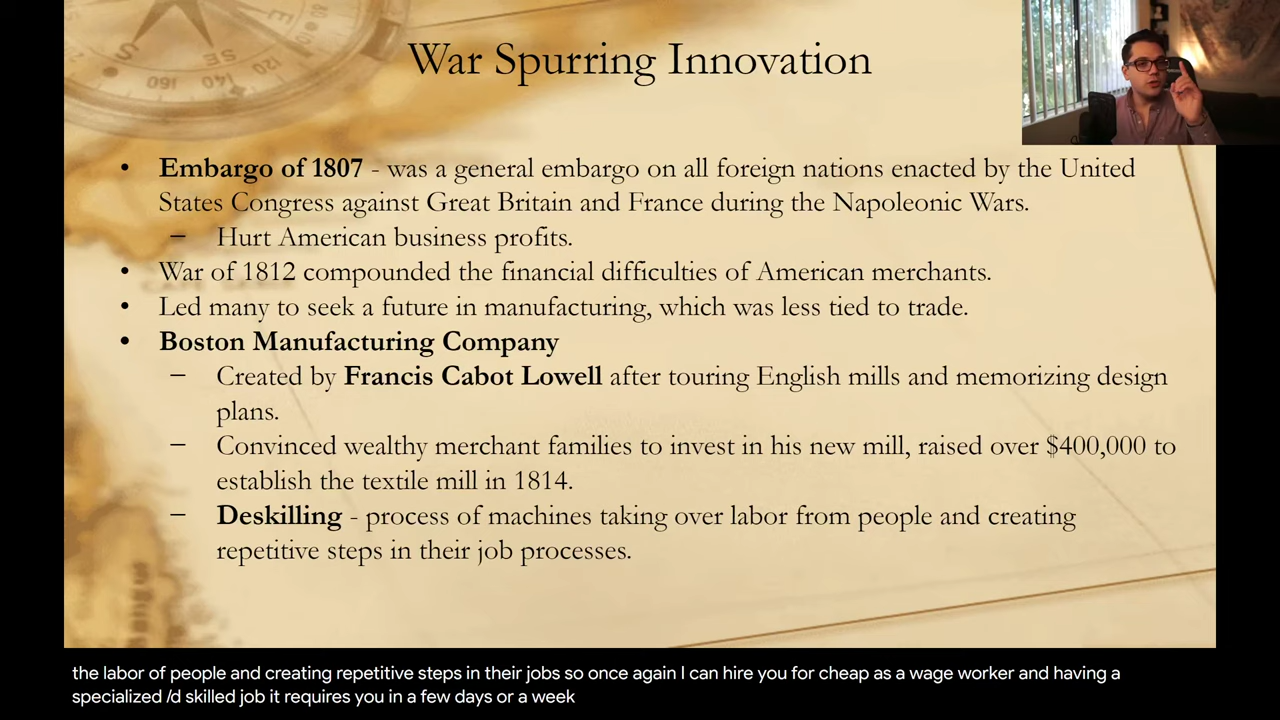 War Spurring Innovation
• Embargo of 1807 - was a general embargo on all foreign nations enacted by the United
States Congress against Great Britain and France during the Napoleonic Wars.
– Hurt American business profits.
• War of 1812 compounded the financial difficulties of American merchants.
• Led many to seek a future in manufacturing, which was less tied to trade.
• Boston Manufacturing Company
– Created by Francis Cabot Lowell after touring English mills and memorizing design
plans.
– Convinced wealthy merchant families to invest in his new mill, raised over $400,000 to
establish the textile mill in 1814.
– Deskilling - process of machines taking over labor from people and creating
repetitive steps in their job processes.
the labor of people and creating repetitive steps in their jobs so once again I can hire you for cheap as a wage worker and having a
specialized /d skilled job it requires you in a few days or a week